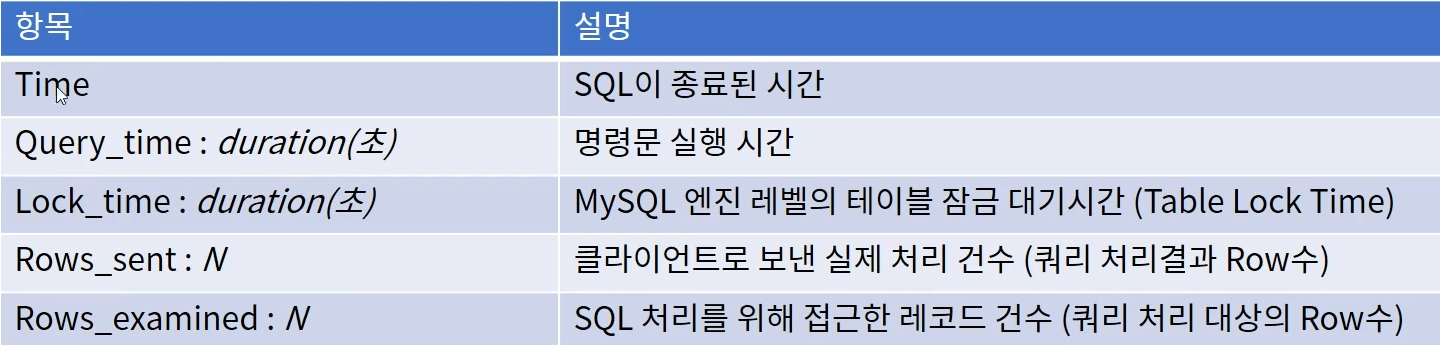 항목 설명
Time SQL이 종료된 시간
Query_time : duration(초) 명령문 실행 시간
Lock_time : duration(초) MySQL 엔진 레벨의 테이블 잠금 대기시간 (Table Lock Time)
Rows_sent : N 클라이언트로 보낸 실제 처리 건수 (쿼리 처리결과 Row수)
Rows_examined : N SQL 처리를 위해 접근한 레코드 건수 (쿼리 처리 대상의 Row수)